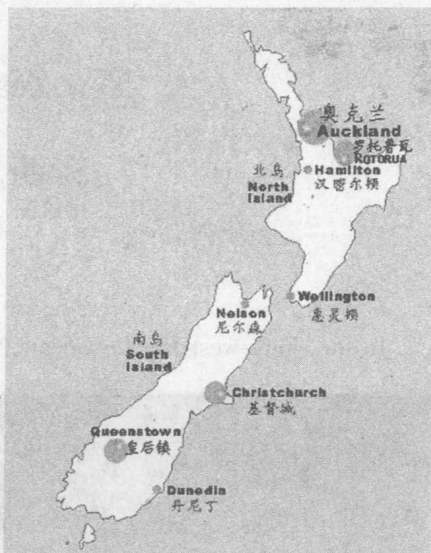 奥克兰
Auckland
罗托鲁瓦
ROTORUA
Hamilton
汉密尔顿
北岛
North
Island
Wellington
惠灵顿
Nelson
尼尔森
南岛
South
Island
Christchurch
基督城
Queenstown
皇后镇
Dunedin
丹尼丁